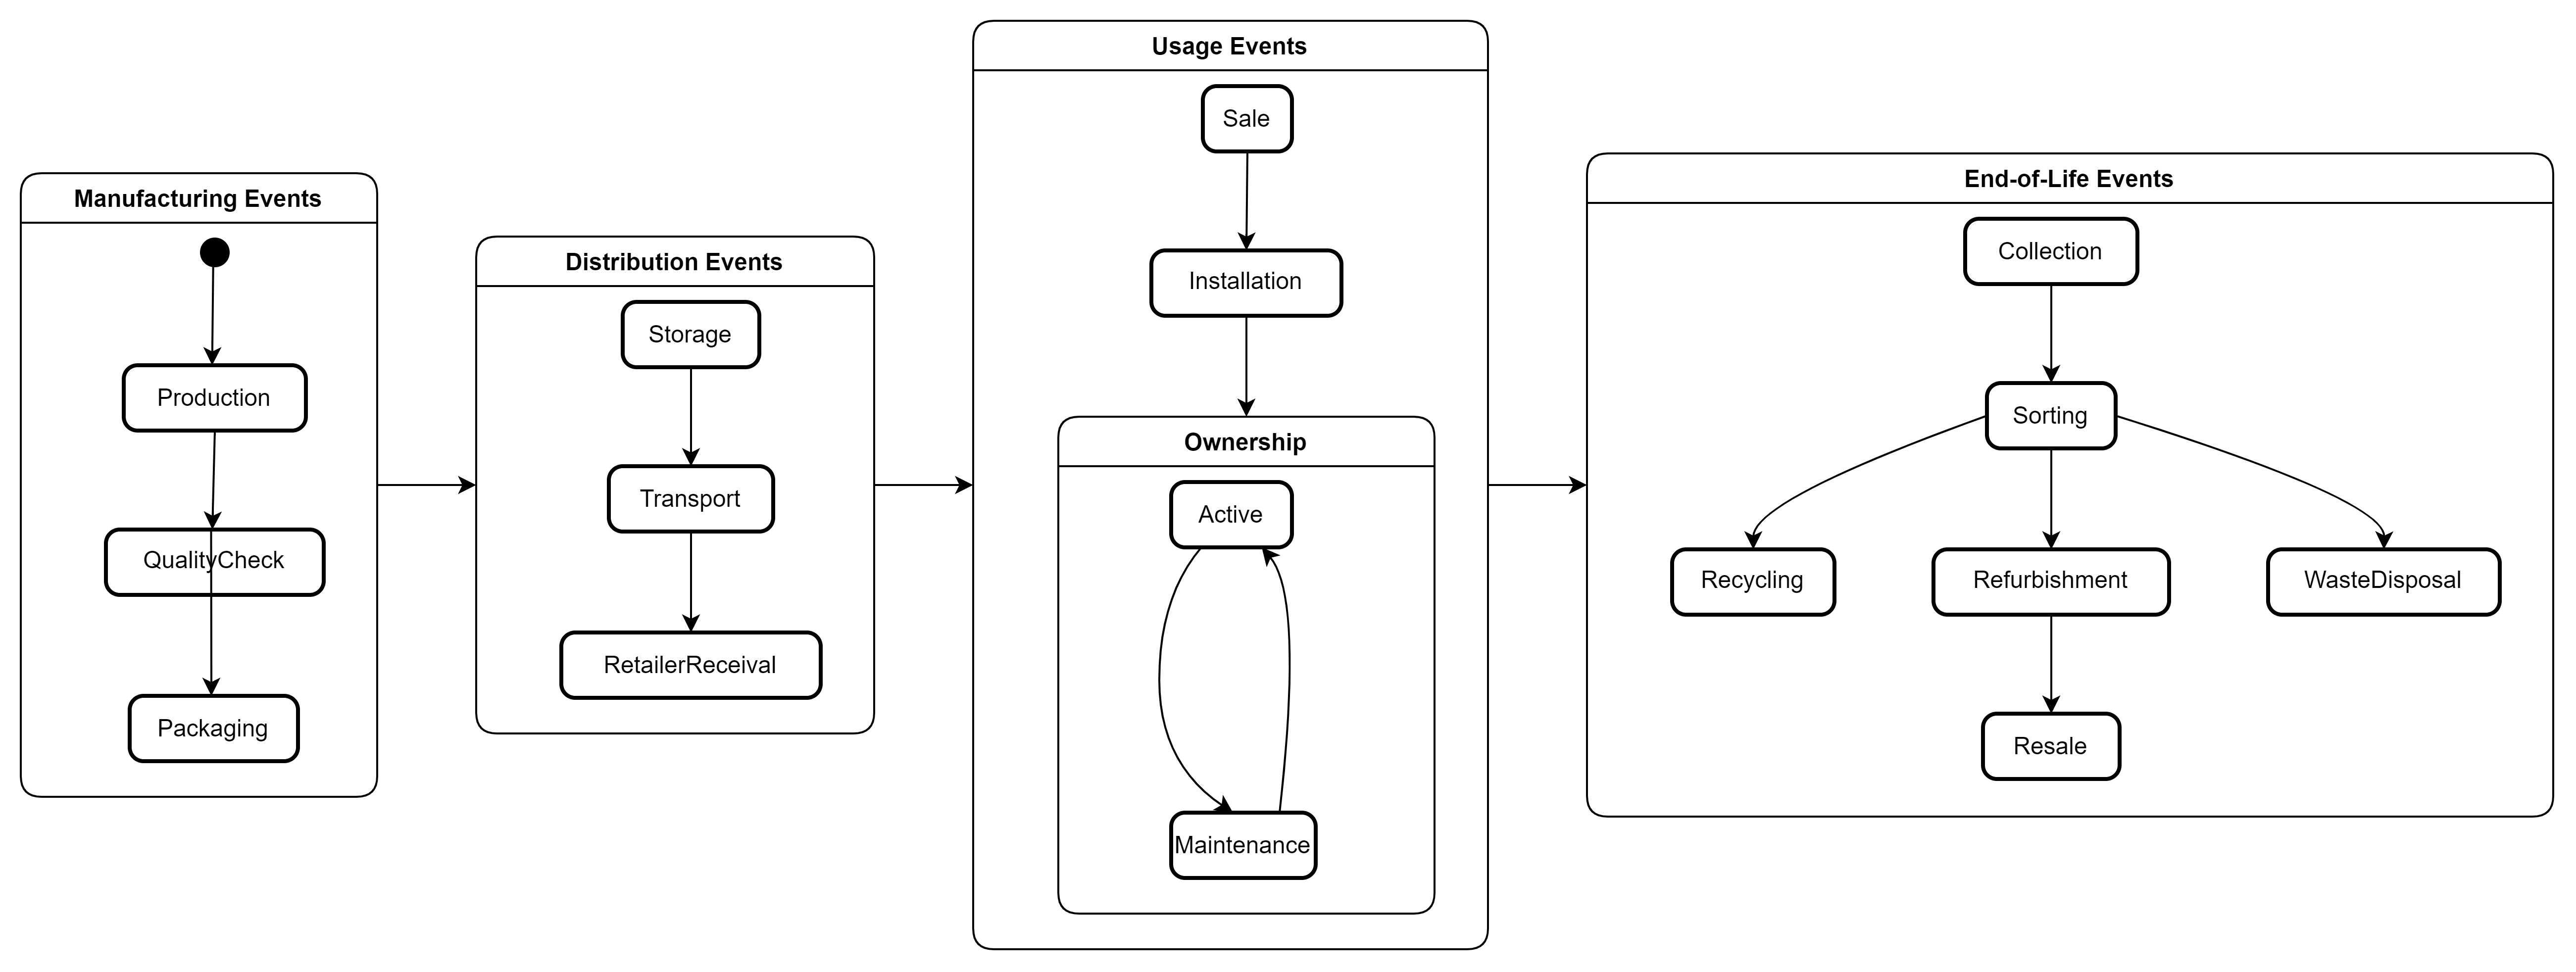 Manufacturing Events
Production
QualityCheck
Packaging
Distribution Events
Storage
Transport
RetailerReceival
Usage Events
Sale
Installation
Ownership
Active
Maintenance
End-of-Life Events
Collection
Sorting
Recycling
Refurbishment
WasteDisposal
Resale